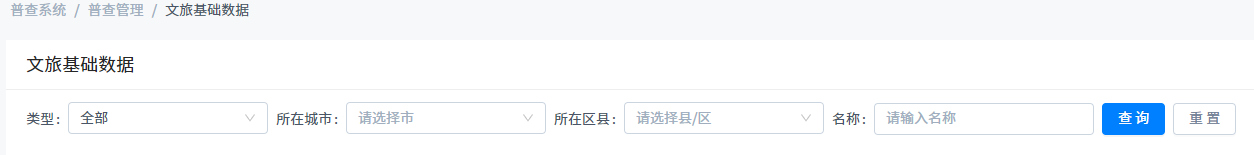 普查系统 / 普查管理 / 文旅基础数据
文旅基础数据
类型: 全部 所在城市: 请选择市 所在区县: 请选择县/区 名称: 请输入名称 查 询 重 置